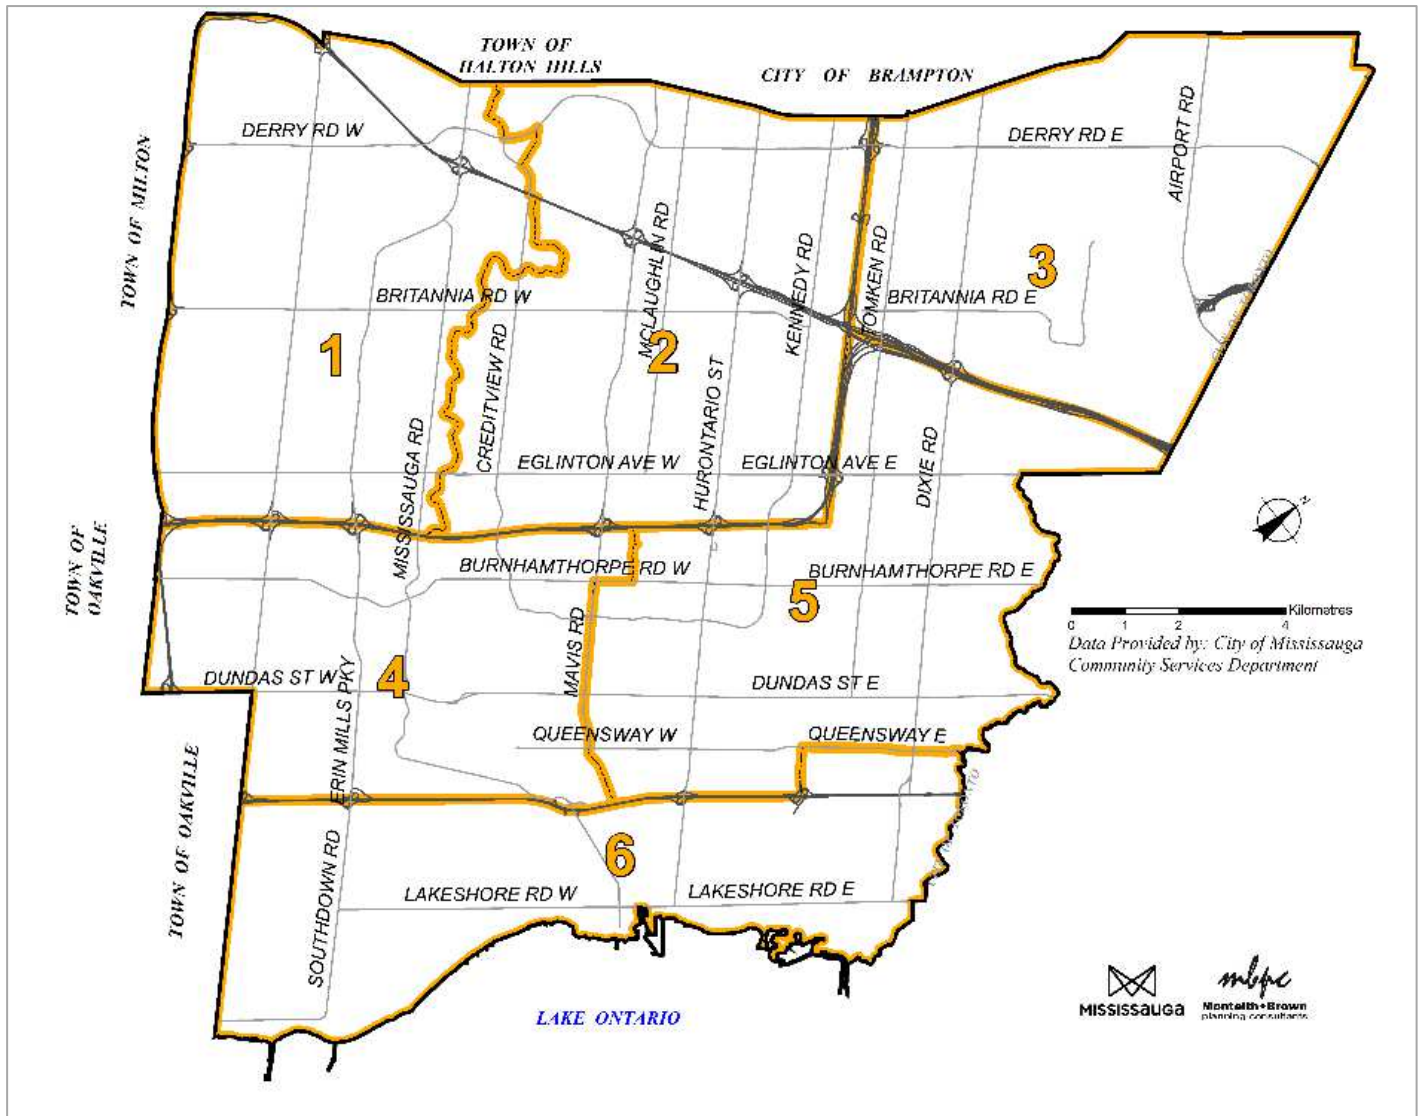 TOWN OF
HALTON HILLS
CITY OF BRAMPTON
DERRY RD W
DERRY RD E
AIRPORT RD
TOWN OF MILTON
MCLAUGHLIN RD
KENNEDY RD
TOMKEN RD
3
BRITANNIA RD W
BRITANNIA RD E
1
2
CREDITVIEW RD
HURONTARIO ST
MISSISSAUGA RD
EGLINTON AVE W
EGLINTON AVE E
DIXIE RD
N
TOWN OF
OAKVILLE
BURNHAMTHORPE RD W
BURNHAMTHORPE RD E
5
Kilometres
0 1 2 4
Data Provided by: City of Mississauga
Community Services Department
MAVIS RD
DUNDAS ST W
4
DUNDAS ST E
ERIN MILLS PKY
QUEENSWAY W
QUEENSWAY E
TOWN OF OAKVILLE
6
SOUTHDOWN RD
LAKESHORE RD W
LAKESHORE RD E
LAKE ONTARIO
MISSISSAUGA
mbpc
Monteith+Brown
planning consultants